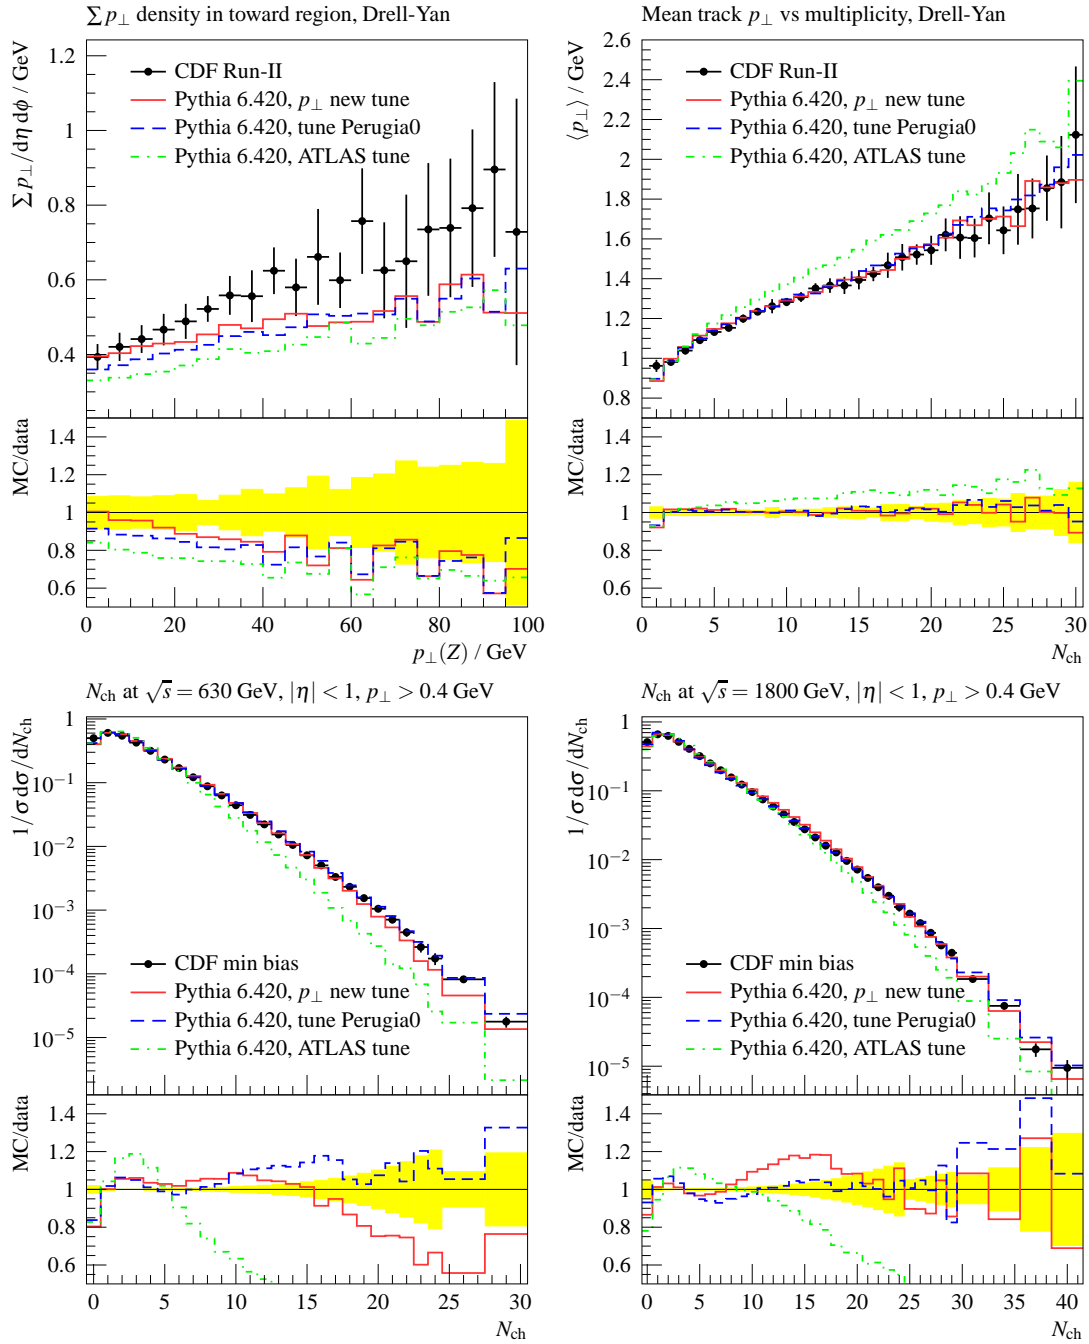 ∑ p⊥ density in toward region, Drell-Yan
∑ p⊥/dη dφ / GeV
1.2
1
0.8
0.6
0.4
CDF Run-II
Pythia 6.420, p⊥ new tune
Pythia 6.420, tune Perugia0
Pythia 6.420, ATLAS tune
MC/data
1.4
1.2
1
0.8
0.6
0 20 40 60 80 100
p⊥(Z) / GeV
Mean track p⊥ vs multiplicity, Drell-Yan
⟨p⊥⟩ / GeV
2.6
2.4
2.2
2.0
1.8
1.6
1.4
1.2
1
0.8
CDF Run-II
Pythia 6.420, p⊥ new tune
Pythia 6.420, tune Perugia0
Pythia 6.420, ATLAS tune
MC/data
1.4
1.2
1
0.8
0.6
0 5 10 15 20 25 30
Nch
Nch at √s = 630 GeV, |η| < 1, p⊥ > 0.4 GeV
1/σ dσ/dNch
1
10⁻¹
10⁻²
10⁻³
10⁻⁴
10⁻⁵
CDF min bias
Pythia 6.420, p⊥ new tune
Pythia 6.420, tune Perugia0
Pythia 6.420, ATLAS tune
MC/data
1.4
1.2
1
0.8
0.6
0 5 10 15 20 25 30
Nch
Nch at √s = 1800 GeV, |η| < 1, p⊥ > 0.4 GeV
1/σ dσ/dNch
1
10⁻¹
10⁻²
10⁻³
10⁻⁴
10⁻⁵
CDF min bias
Pythia 6.420, p⊥ new tune
Pythia 6.420, tune Perugia0
Pythia 6.420, ATLAS tune
MC/data
1.4
1.2
1
0.8
0.6
0 5 10 15 20 25 30 35 40
Nch